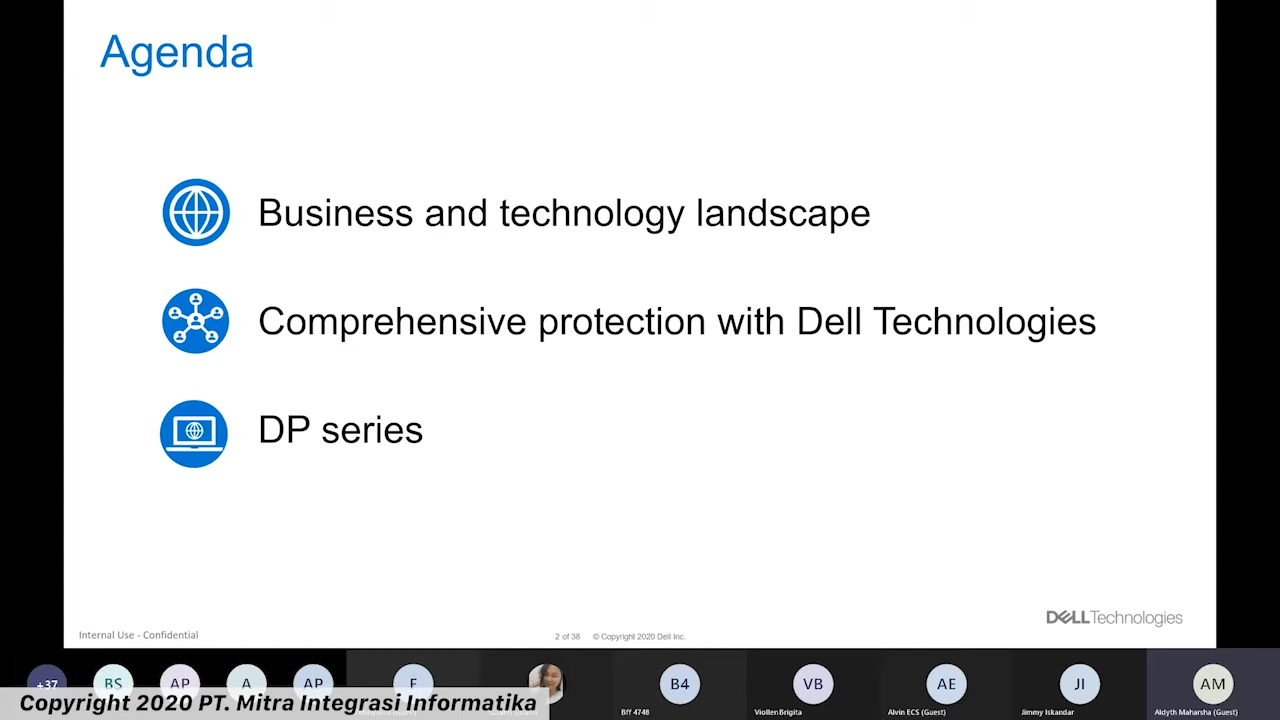 Agenda
Business and technology landscape
Comprehensive protection with Dell Technologies
DP series
DELLTechnologies
Internal Use - Confidential
2 of 38 © Copyright 2020 Dell Inc.
+37 BS AP A AP B4 VB AE JI AM
Copyright 2020 PT. Mitra Integrasi Informatika
Bff 4748 Viollen Brigita Alvin ECS (Guest) Jimmy Iskandar Aldyth Maharsha (Guest)